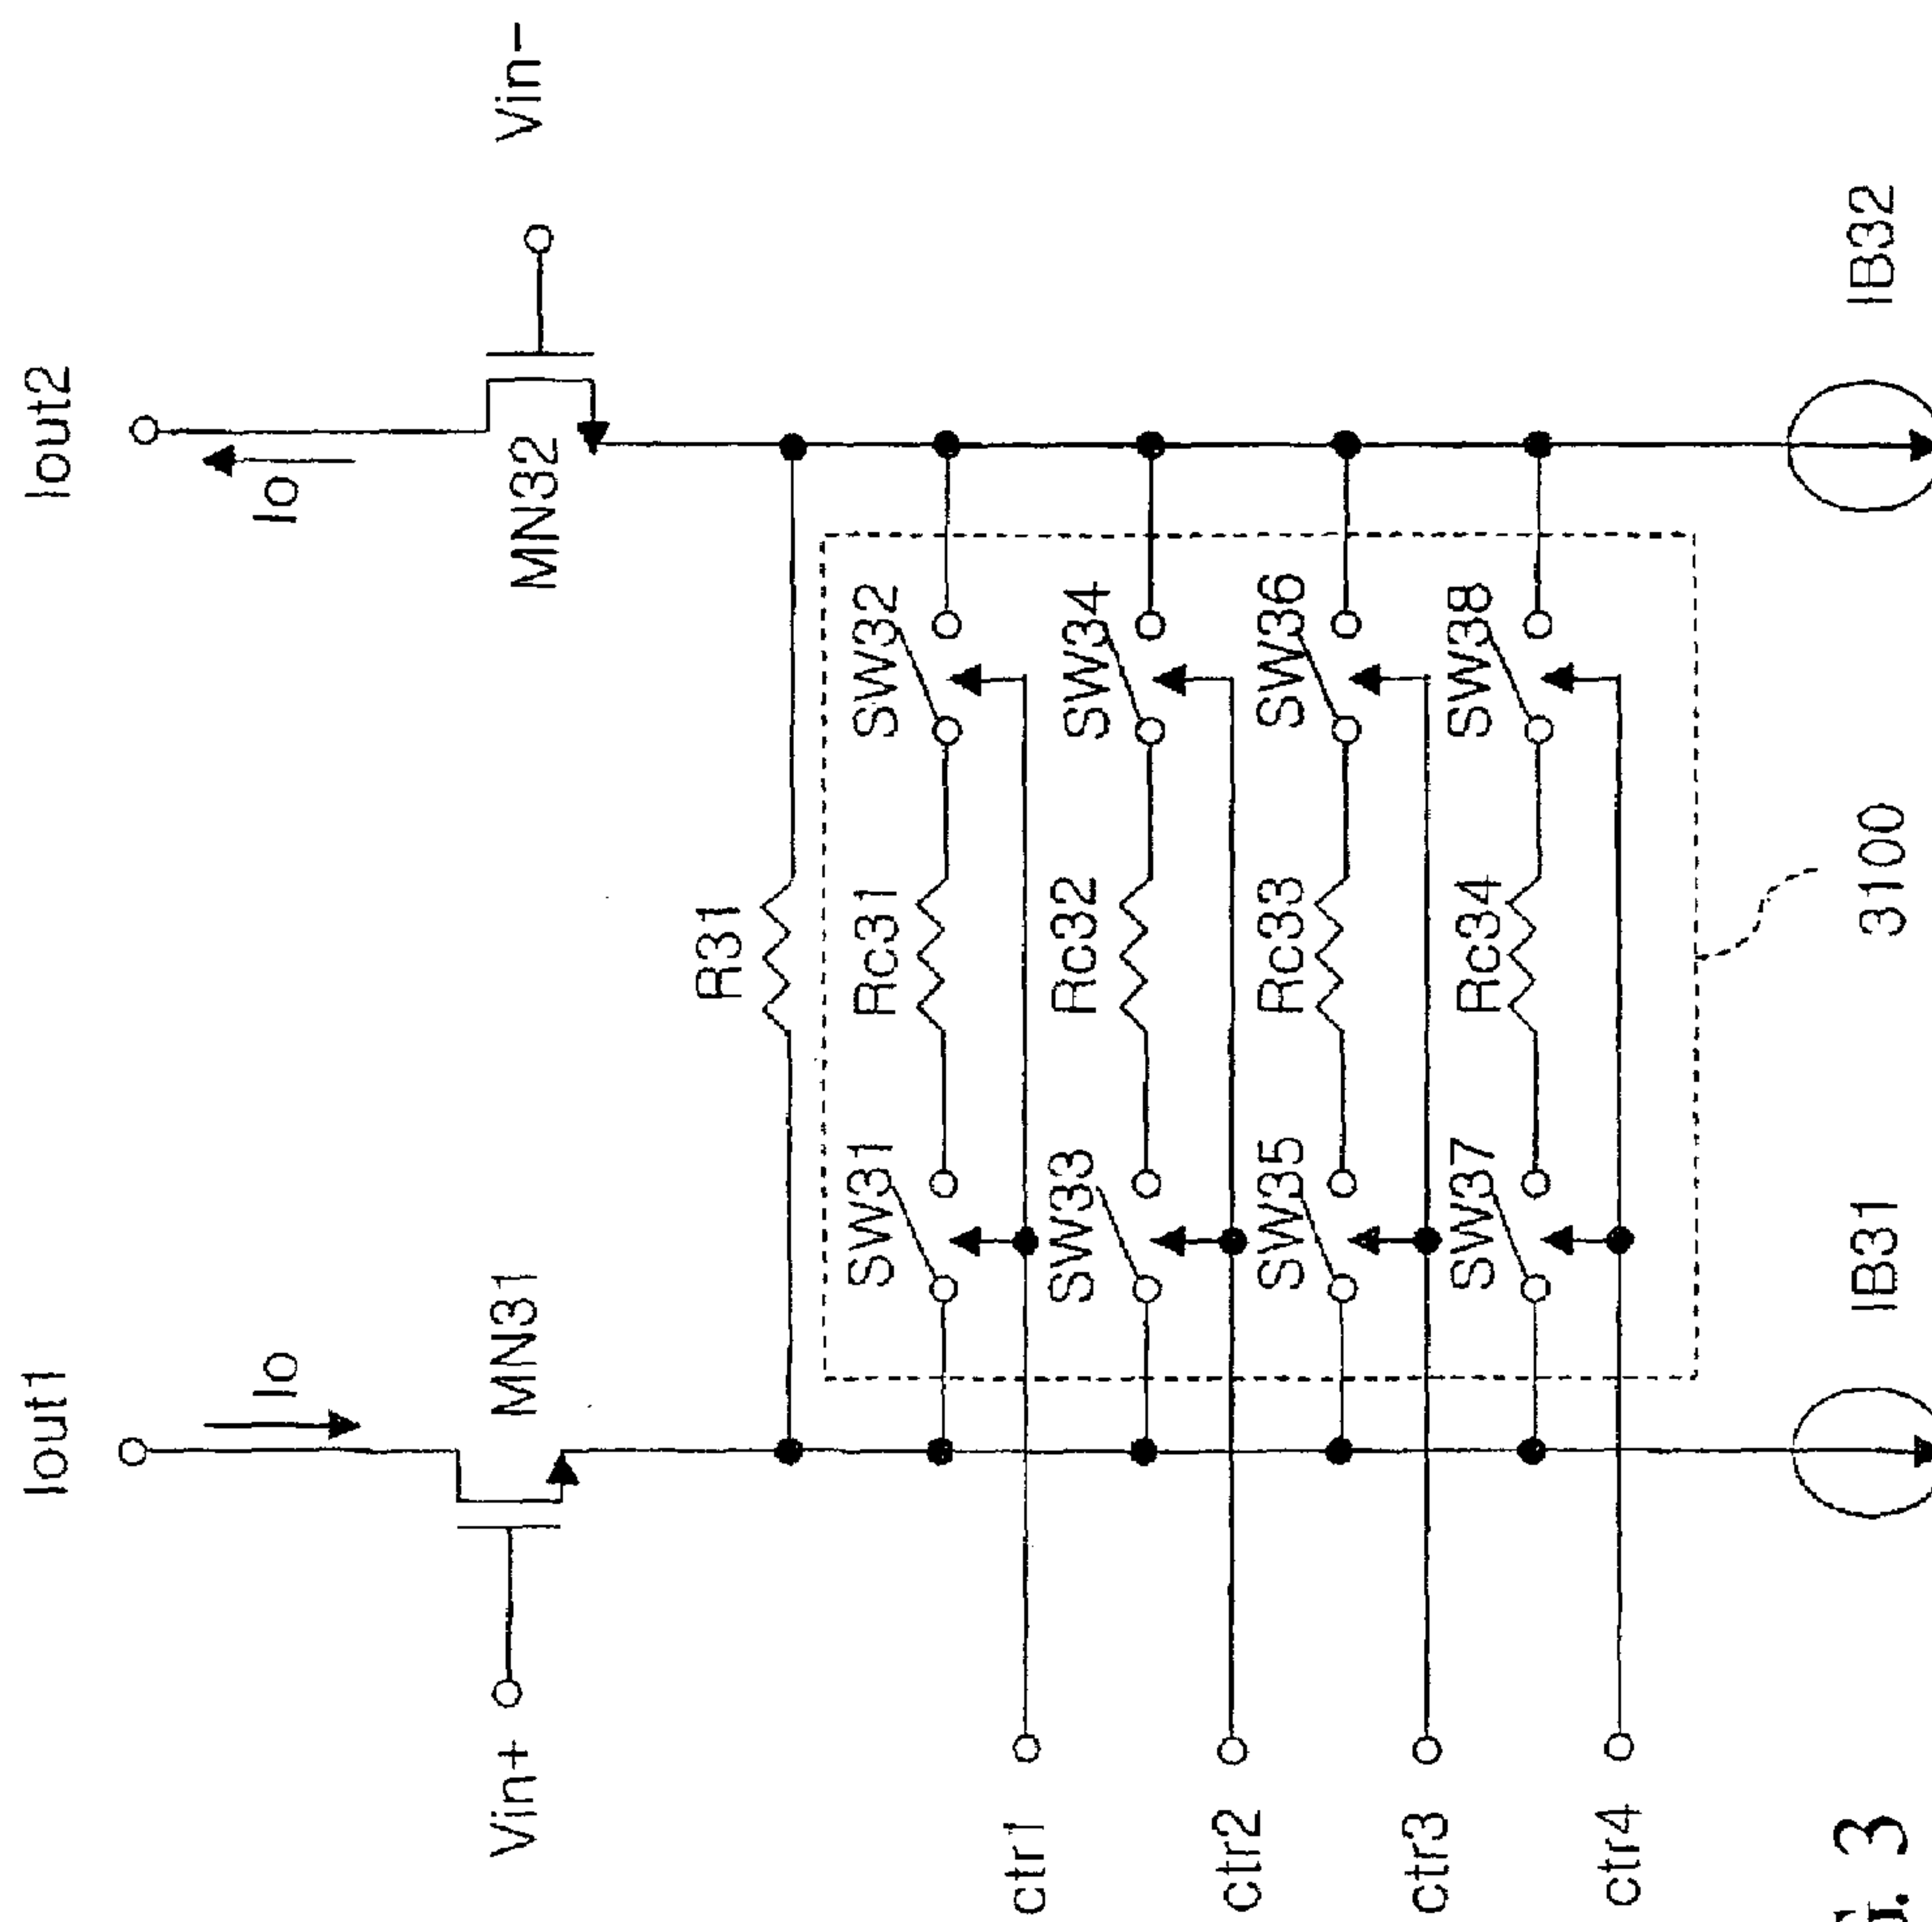 Iout1
Iout2
Io
Io
Vin+
MN31
MN32
Vin-
R31
SW31
Rc31
SW32
ctr1
SW33
Rc32
SW34
ctr2
SW35
Rc33
SW36
ctr3
SW37
Rc34
SW38
ctr4
IB31
3100
IB32
G. 3